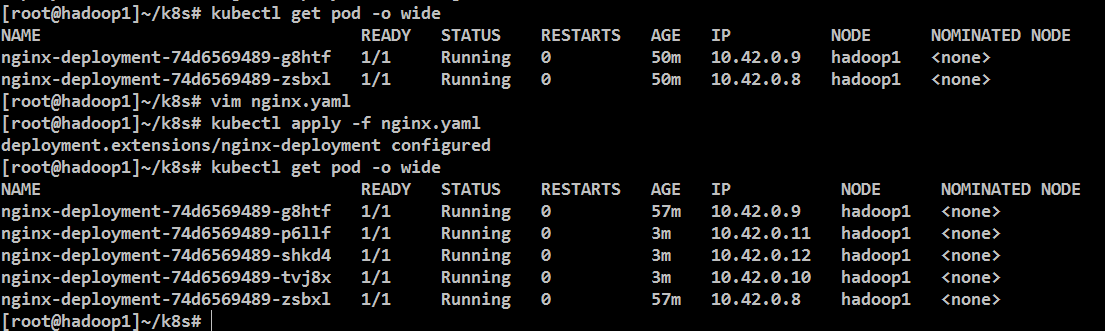 [root@hadoop1]~/k8s# kubectl get pod -o wide
NAME READY STATUS RESTARTS AGE IP NODE NOMINATED NODE
nginx-deployment-74d6569489-g8htf 1/1 Running 0 50m 10.42.0.9 hadoop1 <none>
nginx-deployment-74d6569489-zsbxl 1/1 Running 0 50m 10.42.0.8 hadoop1 <none>
[root@hadoop1]~/k8s# vim nginx.yaml
[root@hadoop1]~/k8s# kubectl apply -f nginx.yaml
deployment.extensions/nginx-deployment configured
[root@hadoop1]~/k8s# kubectl get pod -o wide
NAME READY STATUS RESTARTS AGE IP NODE NOMINATED NODE
nginx-deployment-74d6569489-g8htf 1/1 Running 0 57m 10.42.0.9 hadoop1 <none>
nginx-deployment-74d6569489-p6llf 1/1 Running 0 3m 10.42.0.11 hadoop1 <none>
nginx-deployment-74d6569489-shkd4 1/1 Running 0 3m 10.42.0.12 hadoop1 <none>
nginx-deployment-74d6569489-tvj8x 1/1 Running 0 3m 10.42.0.10 hadoop1 <none>
nginx-deployment-74d6569489-zsbxl 1/1 Running 0 57m 10.42.0.8 hadoop1 <none>
[root@hadoop1]~/k8s#